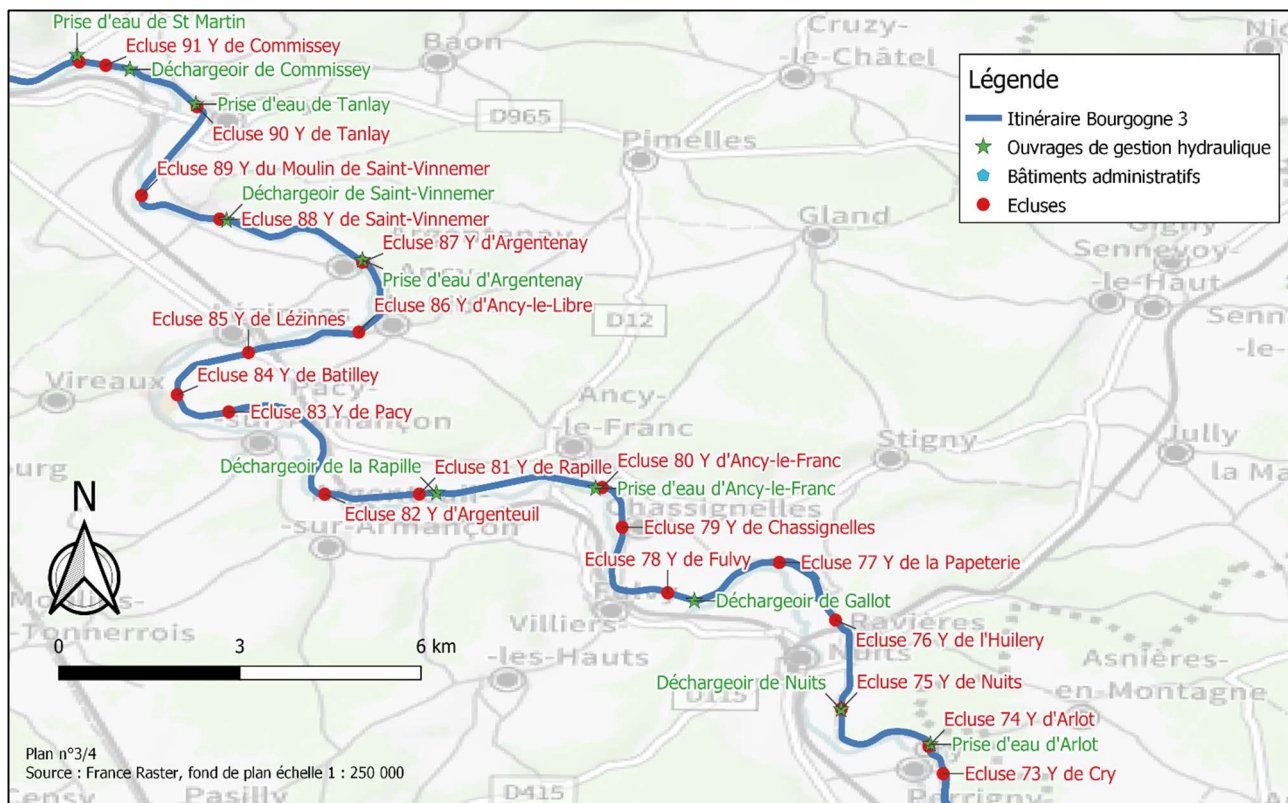 Prise d'eau de St Martin
Ecluse 91 Y de Commissey
Déchargeoir de Commissey
Baon
Cruzy-
-le-Châtel
Prise d'eau de Tanlay
D965
Ecluse 90 Y de Tanlay
Pimelles
Légende
Itinéraire Bourgogne 3
Ouvrages de gestion hydraulique
Bâtiments administratifs
Ecluses
Ecluse 89 Y du Moulin de Saint-Vinnemer
Déchargeoir de Saint-Vinnemer
Ecluse 88 Y de Saint-Vinnemer
Gland
Sennevoy-
-le-Haut
Ecluse 87 Y d'Argentenay
Prise d'eau d'Argentenay
Ecluse 86 Y d'Ancy-le-Libre
D12
Ecluse 85 Y de Lézinnes
Vireaux
Ecluse 84 Y de Batilley
Pacy-
-sur-Armançon
Ecluse 83 Y de Pacy
Ancy-
-le-Franc
Stigny
Jully
Déchargeoir de la Rapille
Ecluse 81 Y de Rapille
Ecluse 80 Y d'Ancy-le-Franc
Prise d'eau d'Ancy-le-Franc
Chassignelles
Ecluse 82 Y d'Argenteuil
-sur-Armançon
Ecluse 79 Y de Chassignelles
N
Ecluse 78 Y de Fulvy
Ecluse 77 Y de la Papeterie
Fulvy
Déchargeoir de Gallot
-Tonnerrois
Villiers-
-les-Hauts
Ravières
Ecluse 76 Y de l'Huilery
Nuits
Asnières-
-en-Montagne
0 3 6 km
Déchargeoir de Nuits
D115
Ecluse 75 Y de Nuits
Ecluse 74 Y d'Arlot
Prise d'eau d'Arlot
Ecluse 73 Y de Cry
Plan n°3/4
Source : France Raster, fond de plan échelle 1 : 250 000
Pasilly
D415
Perrigny-